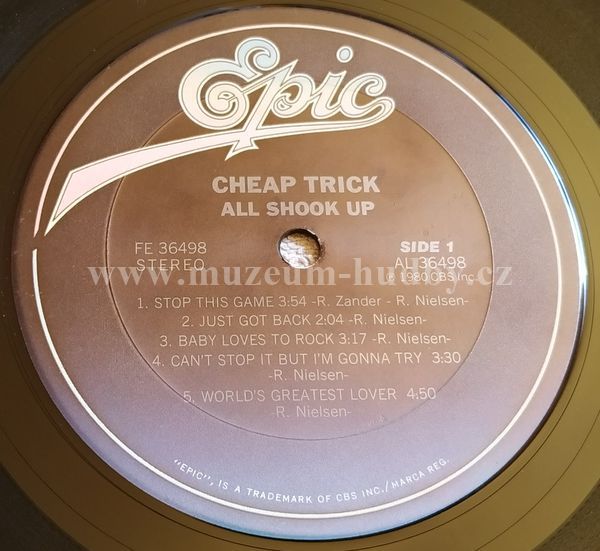 Epic
CHEAP TRICK
ALL SHOOK UP
FE 36498
STEREO
SIDE 1
AL 36498
℗ 1980 CBS Inc.
www.muzeum-hudby.cz
1. STOP THIS GAME 3:54 -R. Zander - R. Nielsen-
2. JUST GOT BACK 2:04 -R. Nielsen-
3. BABY LOVES TO ROCK 3:17 -R. Nielsen-
4. CAN'T STOP IT BUT I'M GONNA TRY 3:30
-R. Nielsen-
5. WORLD'S GREATEST LOVER 4:50
-R. Nielsen-
"EPIC", IS A TRADEMARK OF CBS INC./ MARCA REG.